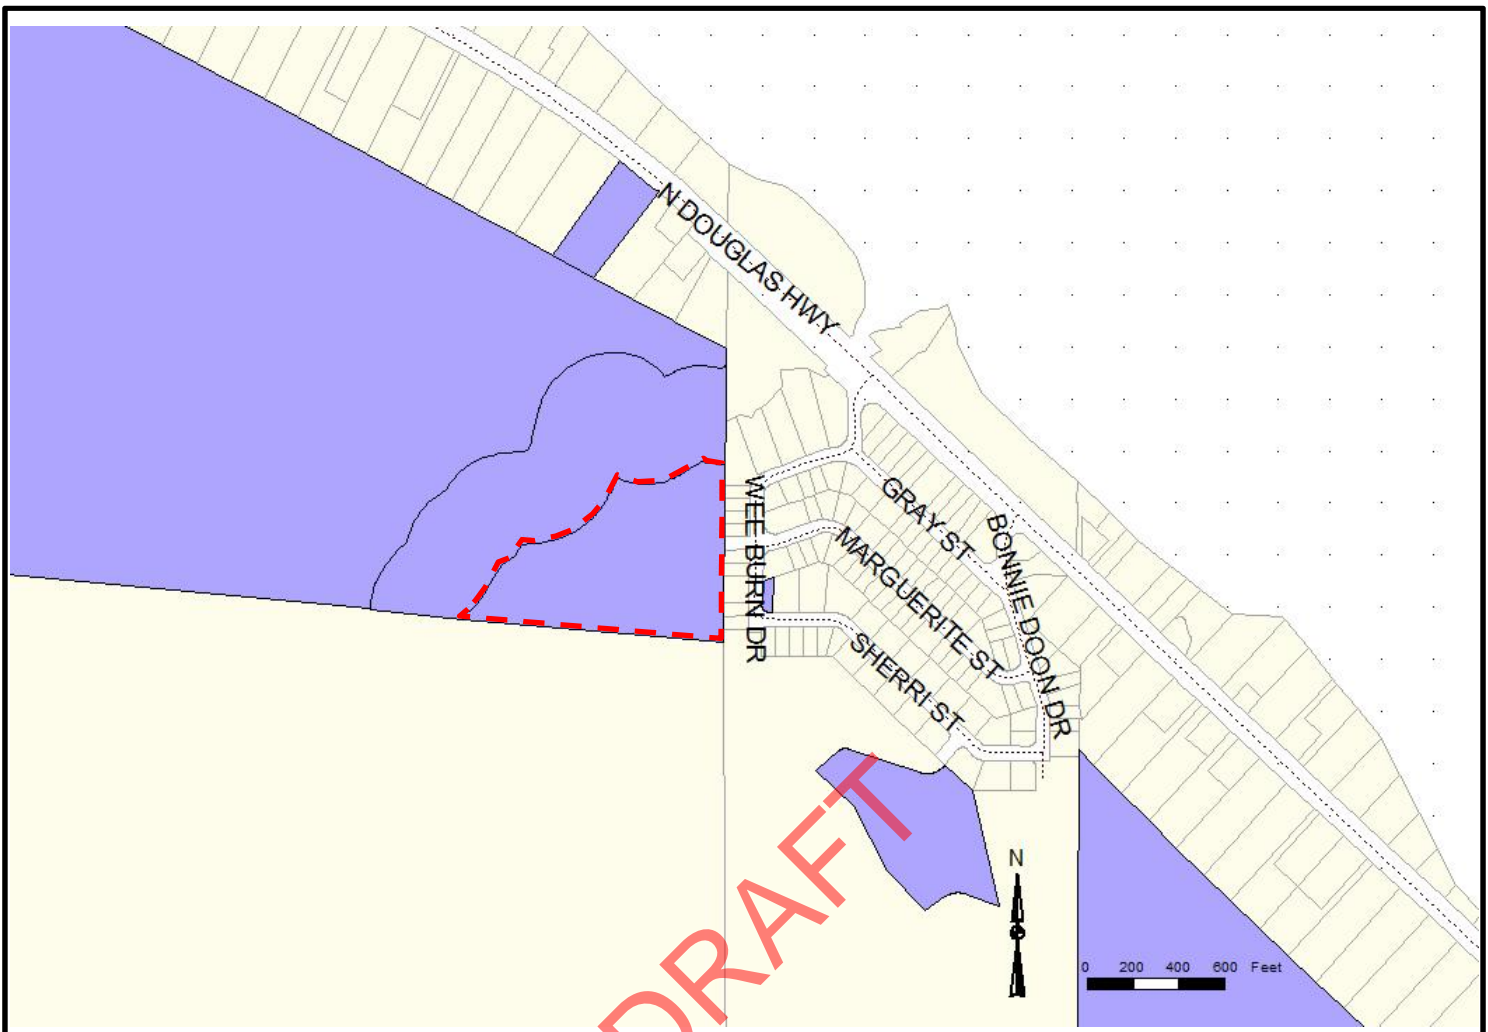 N DOUGLAS HWY
WEE BURN DR
GRAY ST
BONNIE DOON DR
MARGUERITE ST
SHERRI ST
DRAFT
N
0 200 400 600 Feet